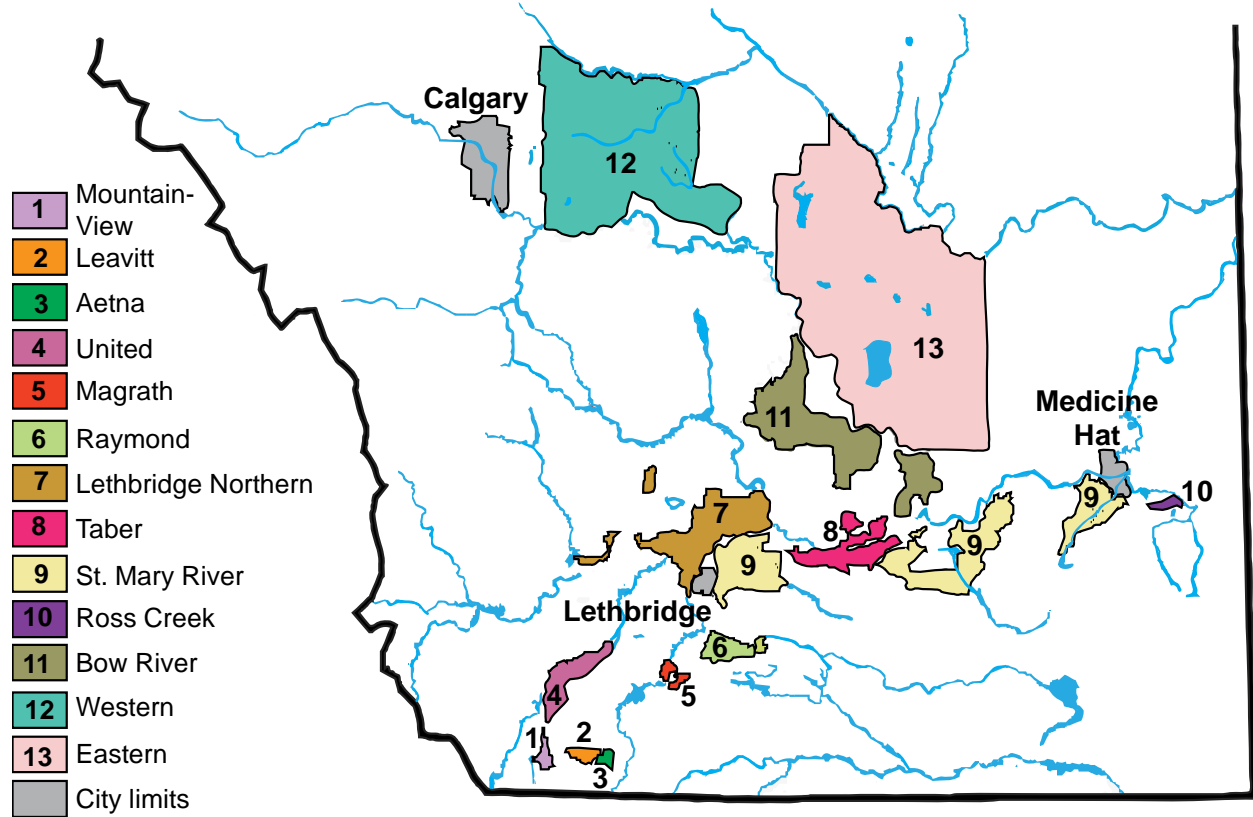 1 Mountain-
View
2 Leavitt
3 Aetna
4 United
5 Magrath
6 Raymond
7 Lethbridge Northern
8 Taber
9 St. Mary River
10 Ross Creek
11 Bow River
12 Western
13 Eastern
City limits
Calgary
12
13
11
Medicine
Hat
9
10
7
8
9
9
Lethbridge
6
4
5
1
2
3